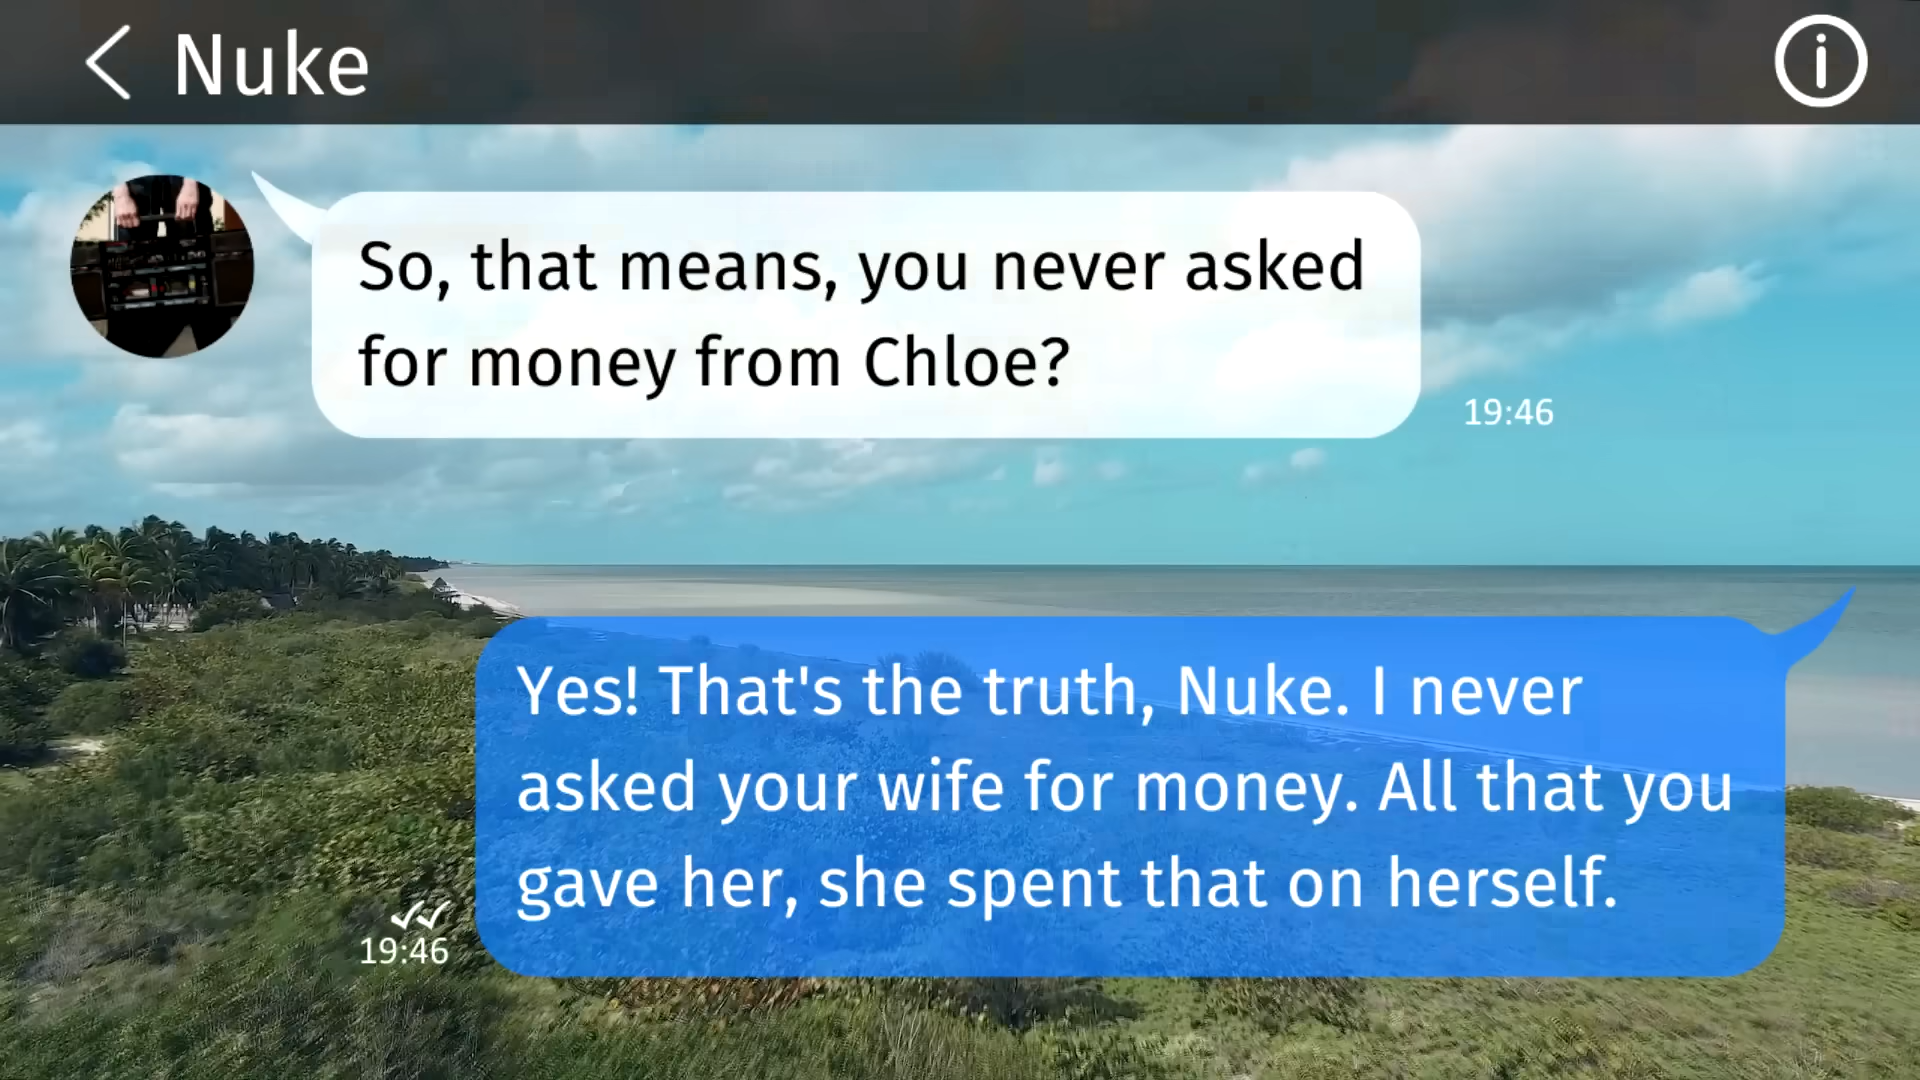 Nuke
So, that means, you never asked
for money from Chloe?
19:46
Yes! That's the truth, Nuke. I never
asked your wife for money. All that you
gave her, she spent that on herself.
19:46